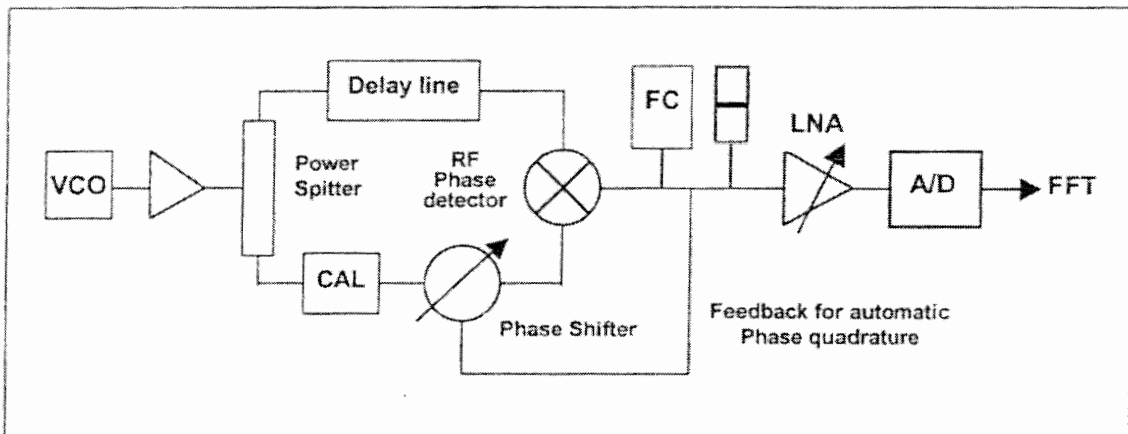 Delay line
FC
LNA
VCO
Power
Spitter
RF
Phase
detector
A/D
FFT
CAL
Phase Shifter
Feedback for automatic
Phase quadrature